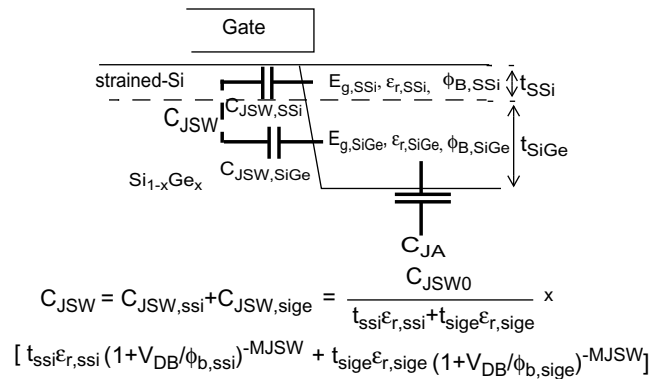 Gate
strained-Si
E_g,SSi, ε_r,SSi, ϕ_B,SSi
t_SSi
C_JSW,SSi
C_JSW
E_g,SiGe, ε_r,SiGe, ϕ_B,SiGe
t_SiGe
C_JSW,SiGe
Si_1-xGe_x
C_JA
C_JSW = C_JSW,ssi+C_JSW,sige = C_JSW0 / t_ssiε_r,ssi+t_sigeε_r,sige x
[ t_ssiε_r,ssi (1+V_DB/ϕ_b,ssi)^-MJSW + t_sigeε_r,sige (1+V_DB/ϕ_b,sige)^-MJSW]